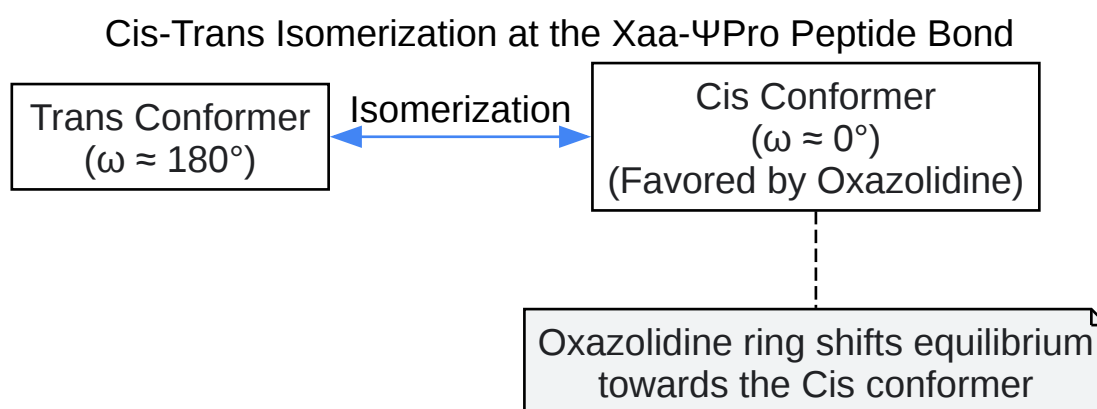 Cis-Trans Isomerization at the Xaa-ΨPro Peptide Bond
Trans Conformer
(ω ≈ 180°)
Isomerization
Cis Conformer
(ω ≈ 0°)
(Favored by Oxazolidine)
Oxazolidine ring shifts equilibrium
towards the Cis conformer